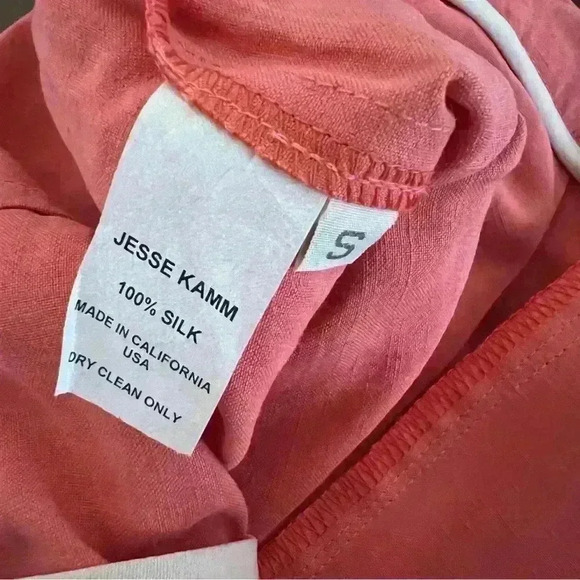 JESSE KAMM
100% SILK
MADE IN CALIFORNIA
USA
DRY CLEAN ONLY
S